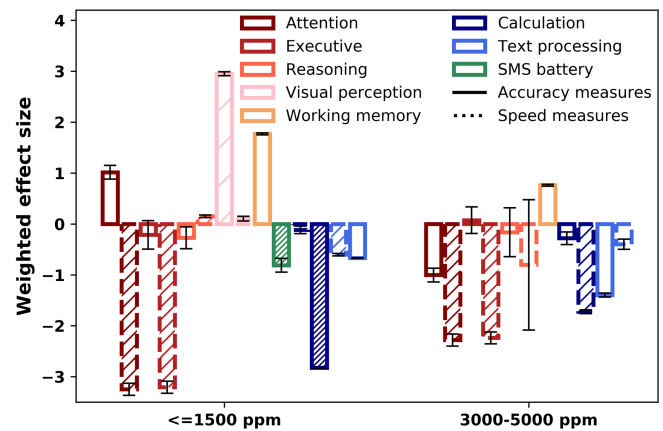 Attention
Executive
Reasoning
Visual perception
Working memory
Calculation
Text processing
SMS battery
Accuracy measures
Speed measures
Weighted effect size
4
3
2
1
0
−1
−2
−3
<=1500 ppm
3000-5000 ppm